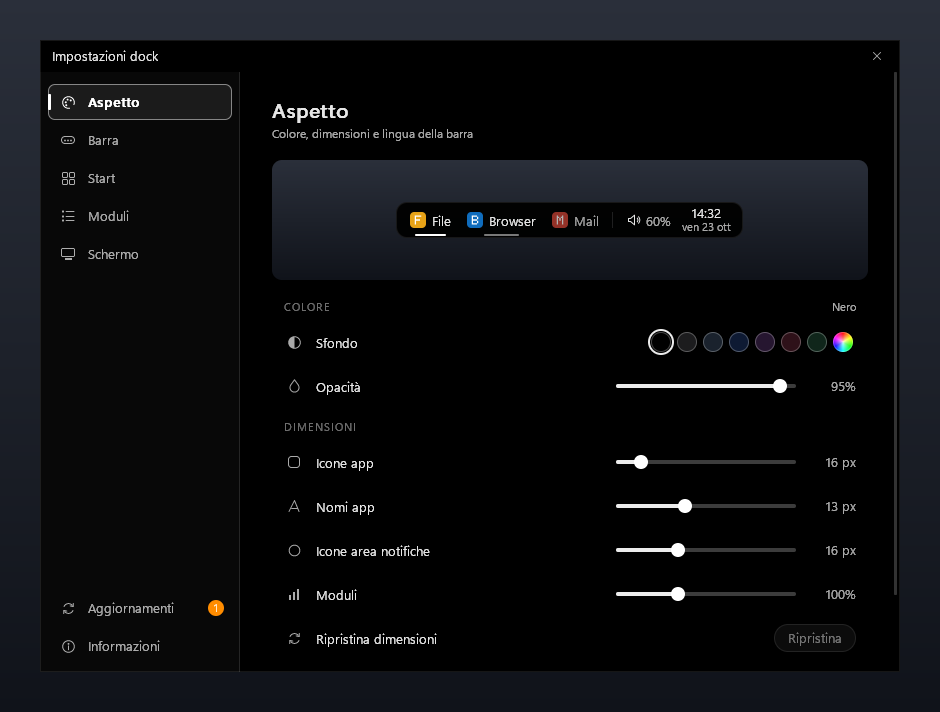 Impostazioni dock
Aspetto
Barra
Start
Moduli
Schermo
Aggiornamenti 1
Informazioni
Aspetto
Colore, dimensioni e lingua della barra
F File B Browser M Mail 60% 14:32
ven 23 ott
COLORE Nero
Sfondo
Opacità 95%
DIMENSIONI
Icone app 16 px
Nomi app 13 px
Icone area notifiche 16 px
Moduli 100%
Ripristina dimensioni Ripristina